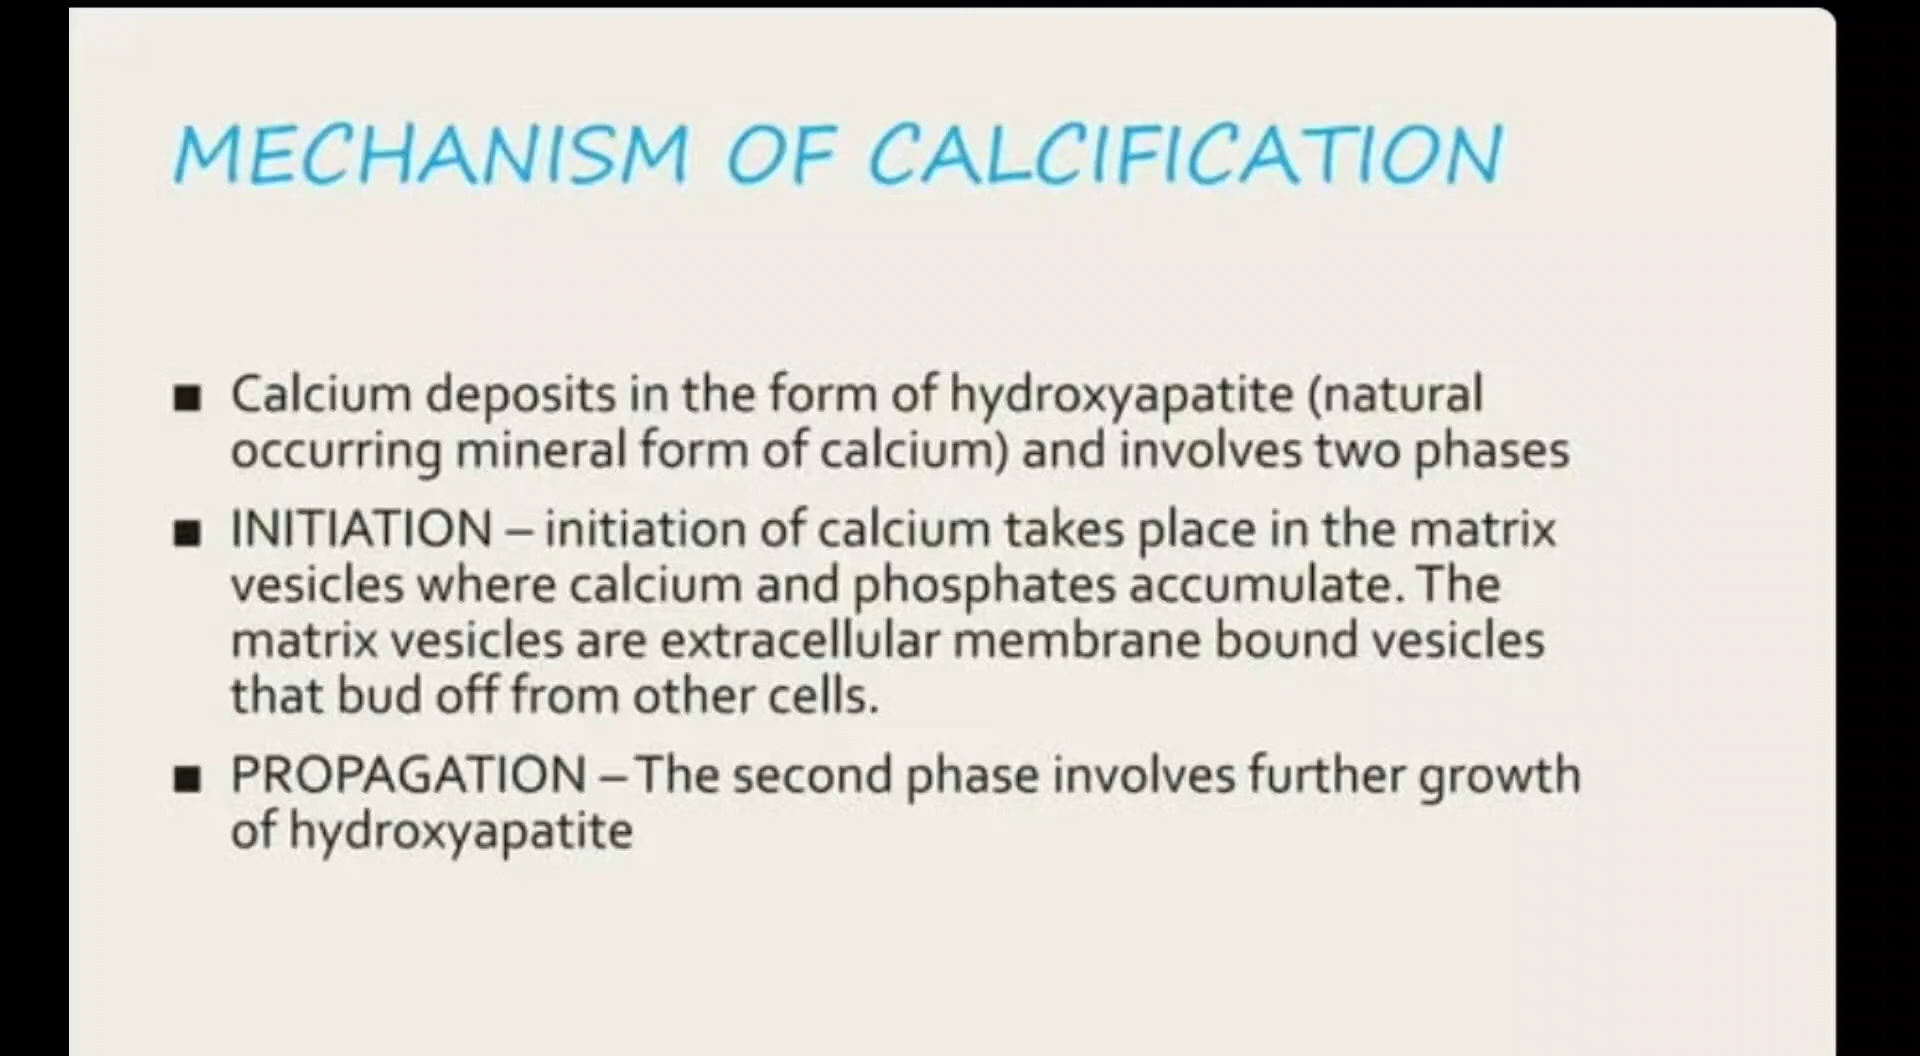 MECHANISM OF CALCIFICATION
■ Calcium deposits in the form of hydroxyapatite (natural
occurring mineral form of calcium) and involves two phases
■ INITIATION – initiation of calcium takes place in the matrix
vesicles where calcium and phosphates accumulate. The
matrix vesicles are extracellular membrane bound vesicles
that bud off from other cells.
■ PROPAGATION – The second phase involves further growth
of hydroxyapatite